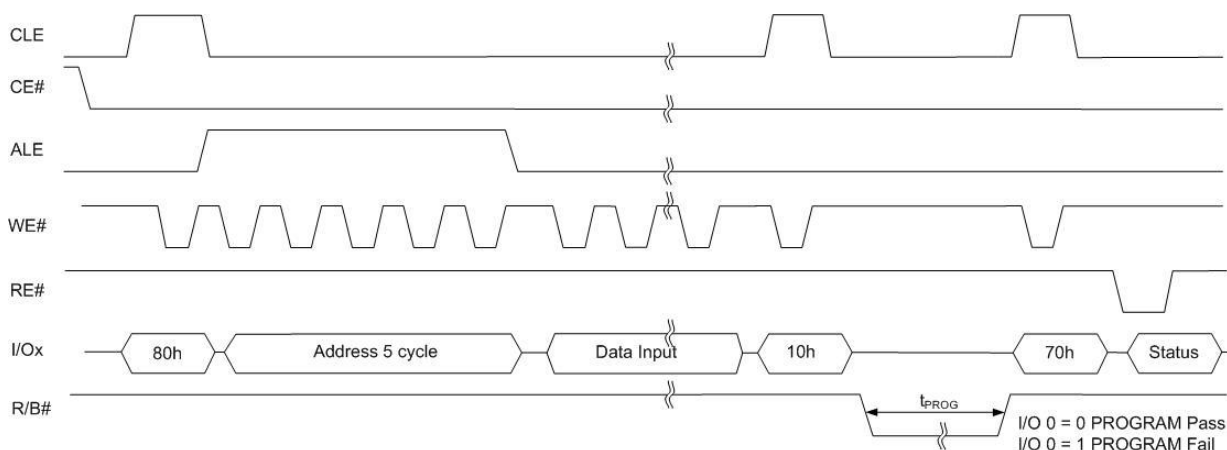 CLE
CE#
ALE
WE#
RE#
I/Ox 80h Address 5 cycle Data Input 10h 70h Status
R/B# tPROG
I/O 0 = 0 PROGRAM Pass
I/O 0 = 1 PROGRAM Fail